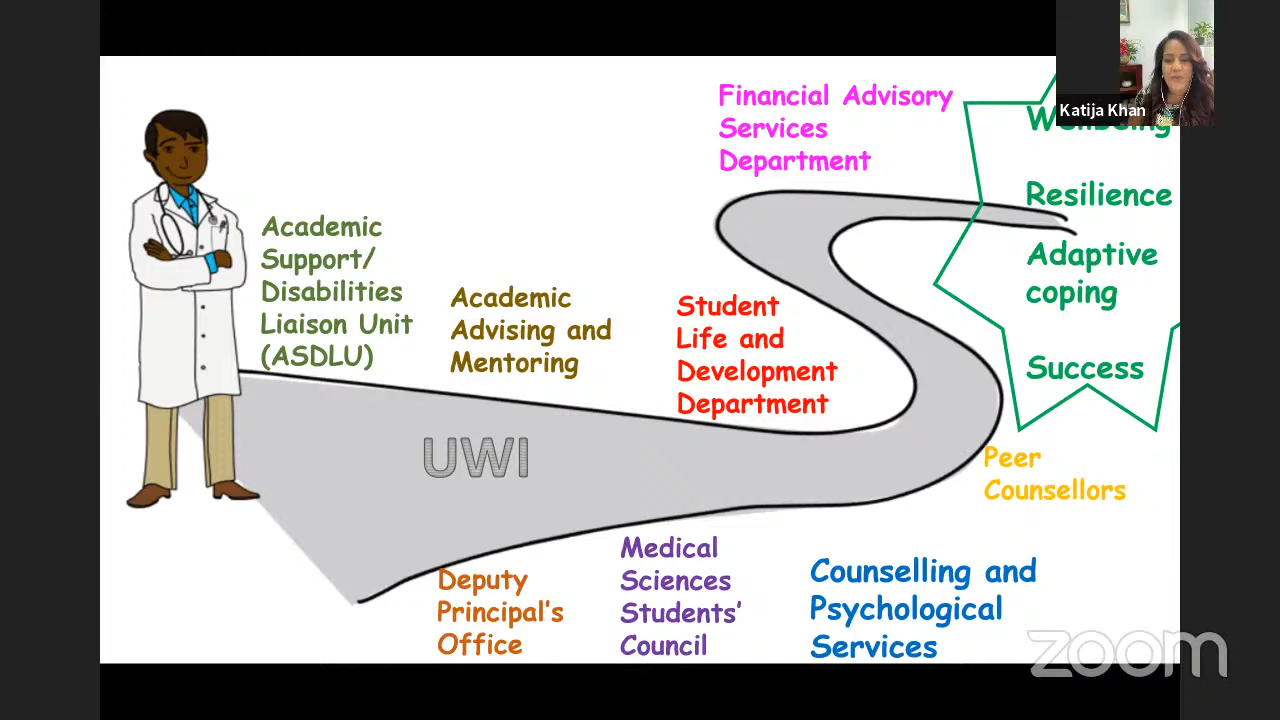 Katija Khan
Financial Advisory
Services
Department
Wellbeing
Resilience
Adaptive
coping
Success
Academic
Support/
Disabilities
Liaison Unit
(ASDLU)
Academic
Advising and
Mentoring
Student
Life and
Development
Department
UWI
Peer
Counsellors
Deputy
Principal's
Office
Medical
Sciences
Students'
Council
Counselling and
Psychological
Services
zoom